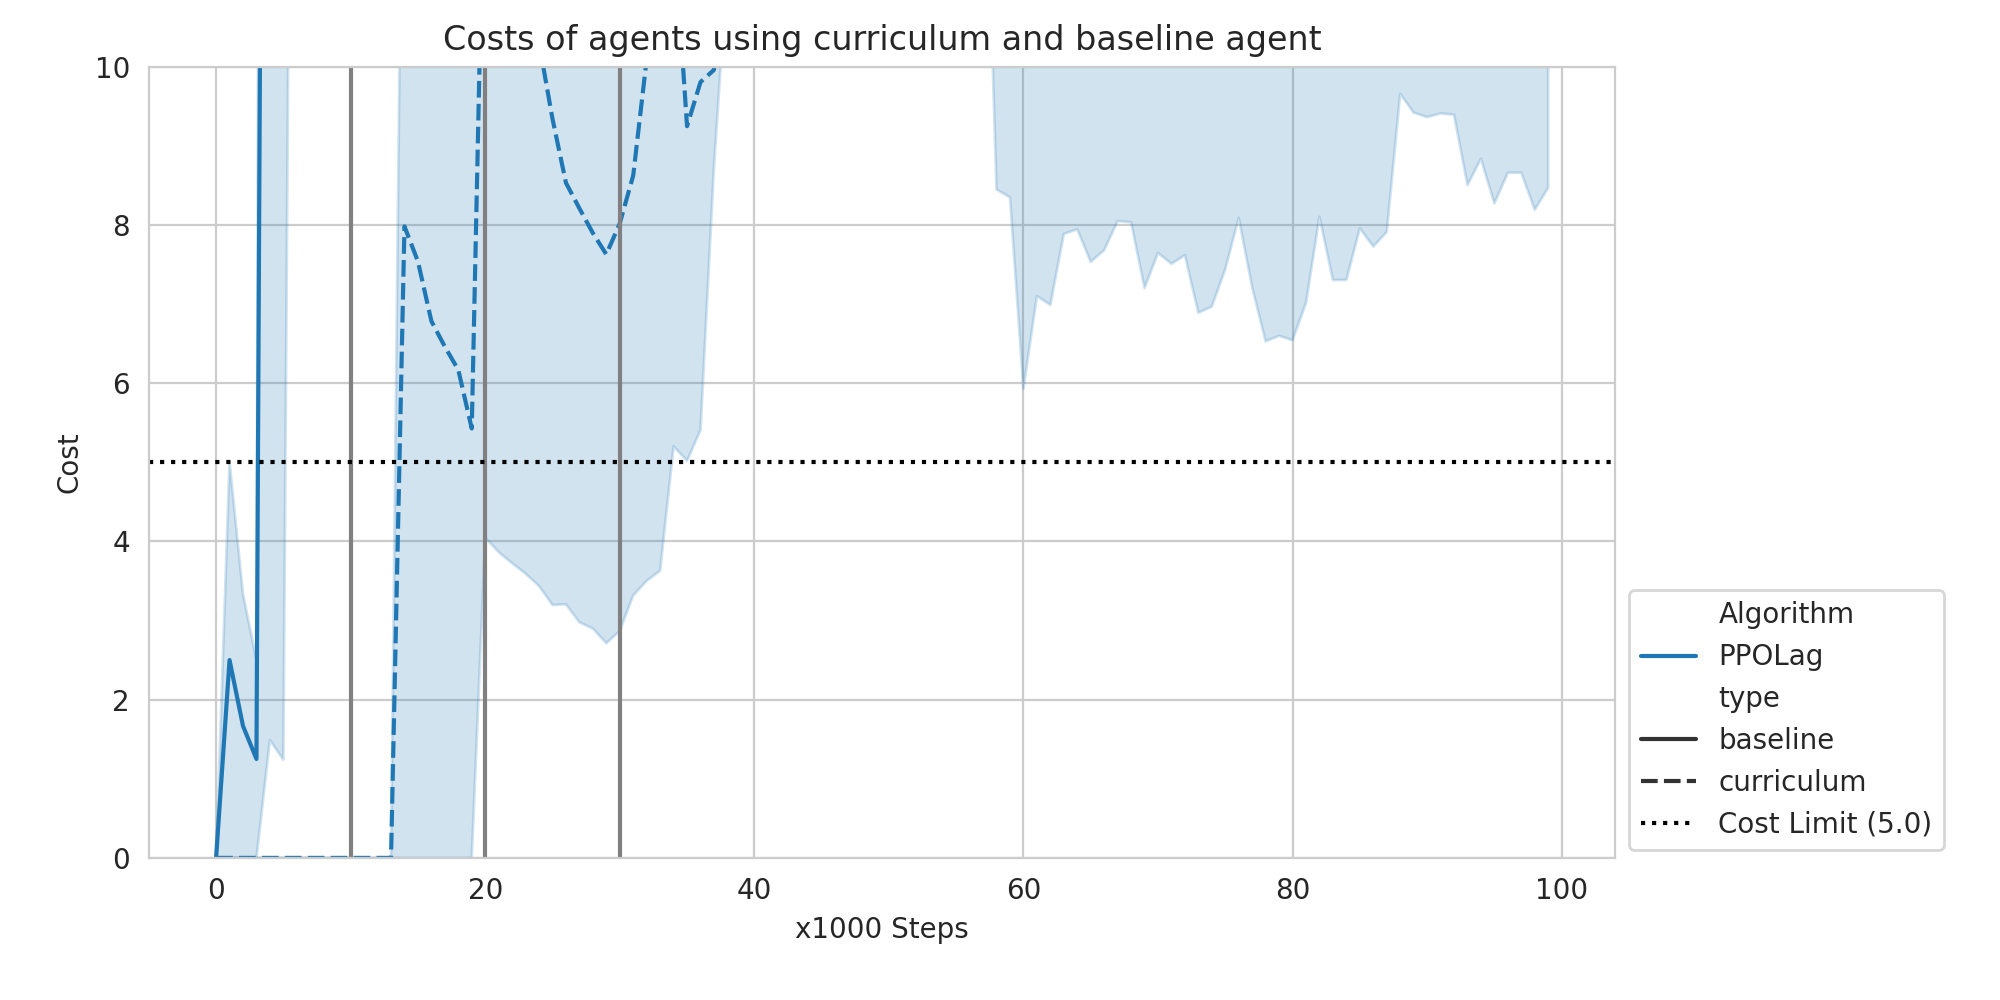 Costs of agents using curriculum and baseline agent
10
8
6
4
2
0
Cost
0 20 40 60 80 100
x1000 Steps
Algorithm
PPOLag
type
baseline
curriculum
Cost Limit (5.0)